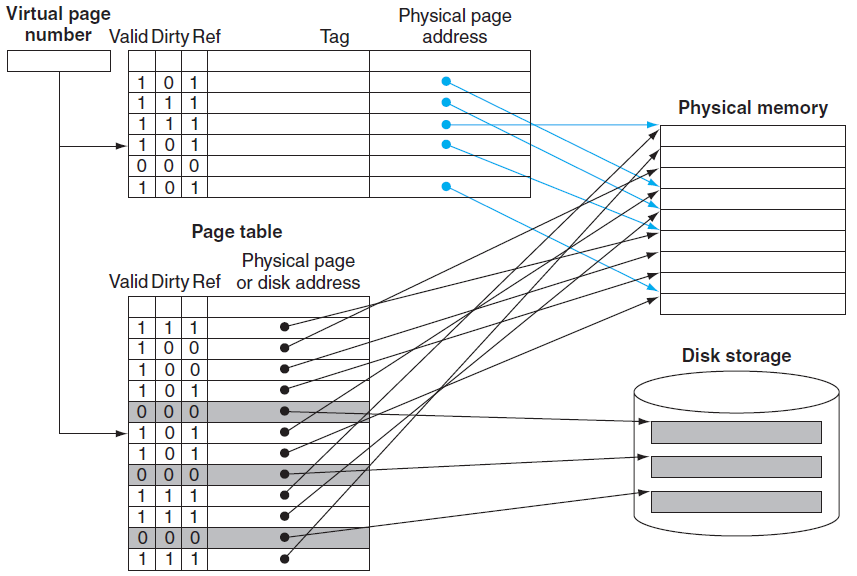 Virtual page
number
Valid Dirty Ref
Tag
Physical page
address
1 0 1
1 1 1
1 1 1
1 0 1
0 0 0
1 0 1
Physical memory
Page table
Physical page
or disk address
Valid Dirty Ref
1 1 1
1 0 0
1 0 0
1 0 1
0 0 0
1 0 1
1 0 1
0 0 0
1 1 1
1 1 1
0 0 0
1 1 1
Disk storage